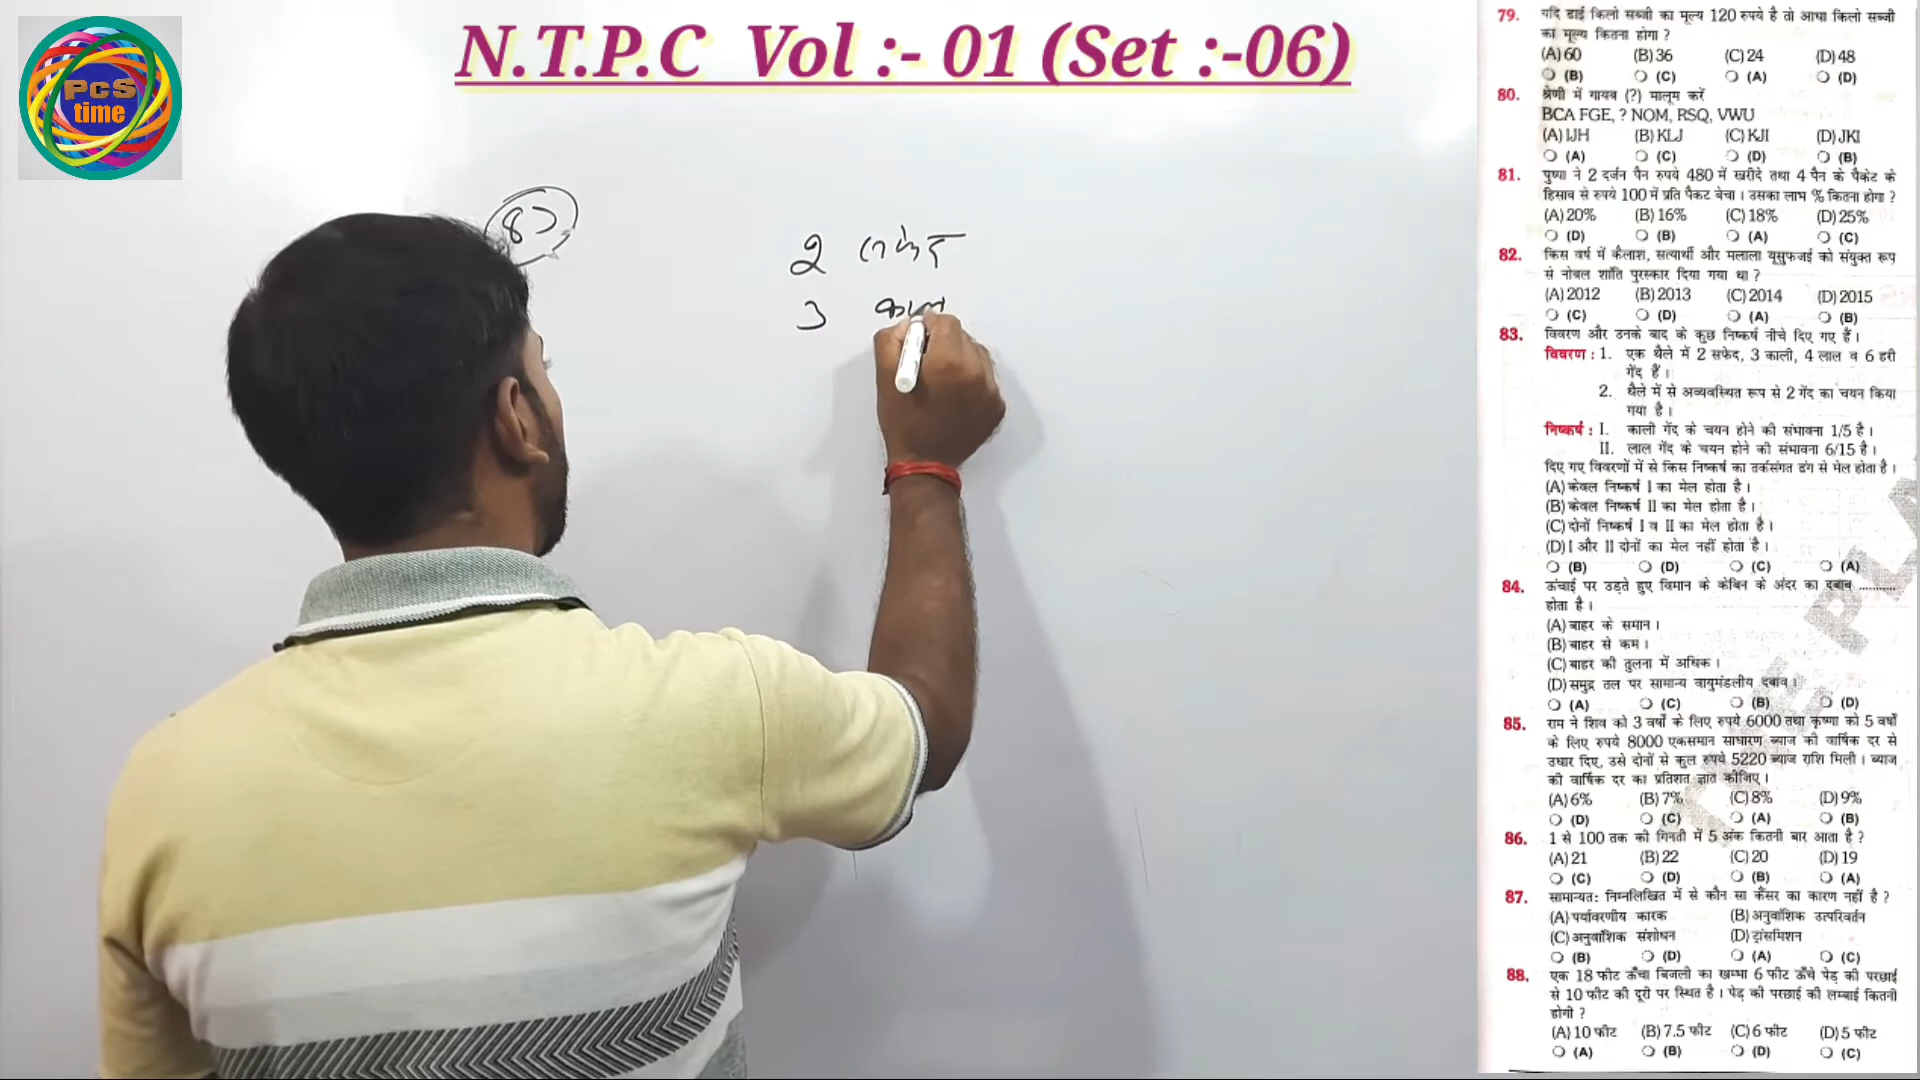 N.T.P.C Vol :- 01 (Set :-06)
PCS
time
83
2 सफेद
3 काल
79. यदि ढाई किलो सब्जी का मूल्य 120 रुपये है तो आधा किलो सब्जी
का मूल्य कितना होगा ?
(A) 60 (B) 36 (C) 24 (D) 48
(B) (C) (A) (D)
80. श्रेणी में गायब (?) मालूम करें
BCA FGE, ? NOM, RSQ, VWU
(A) IJH (B) KLJ (C) KJI (D) JKI
(A) (C) (D) (B)
81. पुष्पा ने 2 दर्जन पैन रुपये 480 में खरीदे तथा 4 पैन के पैकेट के
हिसाब से रुपये 100 में प्रति पैकट बेचा । उसका लाभ % कितना होगा ?
(A) 20% (B) 16% (C) 18% (D) 25%
(D) (B) (A) (C)
82. किस वर्ष में कैलाश, सत्यार्थी और मलाला यूसुफजई को संयुक्त रूप
से नोबल शांति पुरस्कार दिया गया था ?
(A) 2012 (B) 2013 (C) 2014 (D) 2015
(C) (D) (A) (B)
83. विवरण और उनके बाद के कुछ निष्कर्ष नीचे दिए गए हैं ।
विवरण : 1. एक थैले में 2 सफेद, 3 काली, 4 लाल व 6 हरी
गेंद हैं ।
2. थैले में से अव्यवस्थित रूप से 2 गेंद का चयन किया
गया है ।
निष्कर्ष : I. काली गेंद के चयन होने की संभावना 1/5 है ।
II. लाल गेंद के चयन होने की संभावना 6/15 है ।
दिए गए विवरणों में से किस निष्कर्ष का तर्कसंगत ढंग से मेल होता है ।
(A) केवल निष्कर्ष I का मेल होता है ।
(B) केवल निष्कर्ष II का मेल होता है ।
(C) दोनों निष्कर्ष I व II का मेल होता है ।
(D) I और II दोनों का मेल नहीं होता है ।
(B) (D) (C) (A)
84. ऊंचाई पर उड़ते हुए विमान के केबिन के अंदर का दबाव ...........
होता है ।
(A) बाहर के समान ।
(B) बाहर से कम ।
(C) बाहर की तुलना में अधिक ।
(D) समुद्र तल पर सामान्य वायुमंडलीय दबाव ।
(A) (C) (B) (D)
85. राम ने शिव को 3 वर्षों के लिए रुपये 6000 तथा कृष्णा को 5 वर्षों
के लिए रुपये 8000 एकसमान साधारण ब्याज की वार्षिक दर से
उधार दिए, उसे दोनों से कुल रुपये 5220 ब्याज राशि मिली । ब्याज
की वार्षिक दर का प्रतिशत ज्ञात कीजिए ।
(A) 6% (B) 7% (C) 8% (D) 9%
(D) (C) (A) (B)
86. 1 से 100 तक की गिनती में 5 अंक कितनी बार आता है ?
(A) 21 (B) 22 (C) 20 (D) 19
(C) (D) (B) (A)
87. सामान्यत: निम्नलिखित में से कौन सा कैंसर का कारण नहीं है ?
(A) पर्यावरणीय कारक (B) अनुवांशिक उत्परिवर्तन
(C) अनुवांशिक संशोधन (D) ट्रांसमिशन
(B) (D) (A) (C)
88. एक 18 फीट ऊँचा बिजली का खम्भा 6 फीट ऊँचे पेड़ की परछाई
से 10 फीट की दूरी पर स्थित है । पेड़ की परछाई की लम्बाई कितनी
होगी ?
(A) 10 फीट (B) 7.5 फीट (C) 6 फीट (D) 5 फीट
(A) (B) (D) (C)